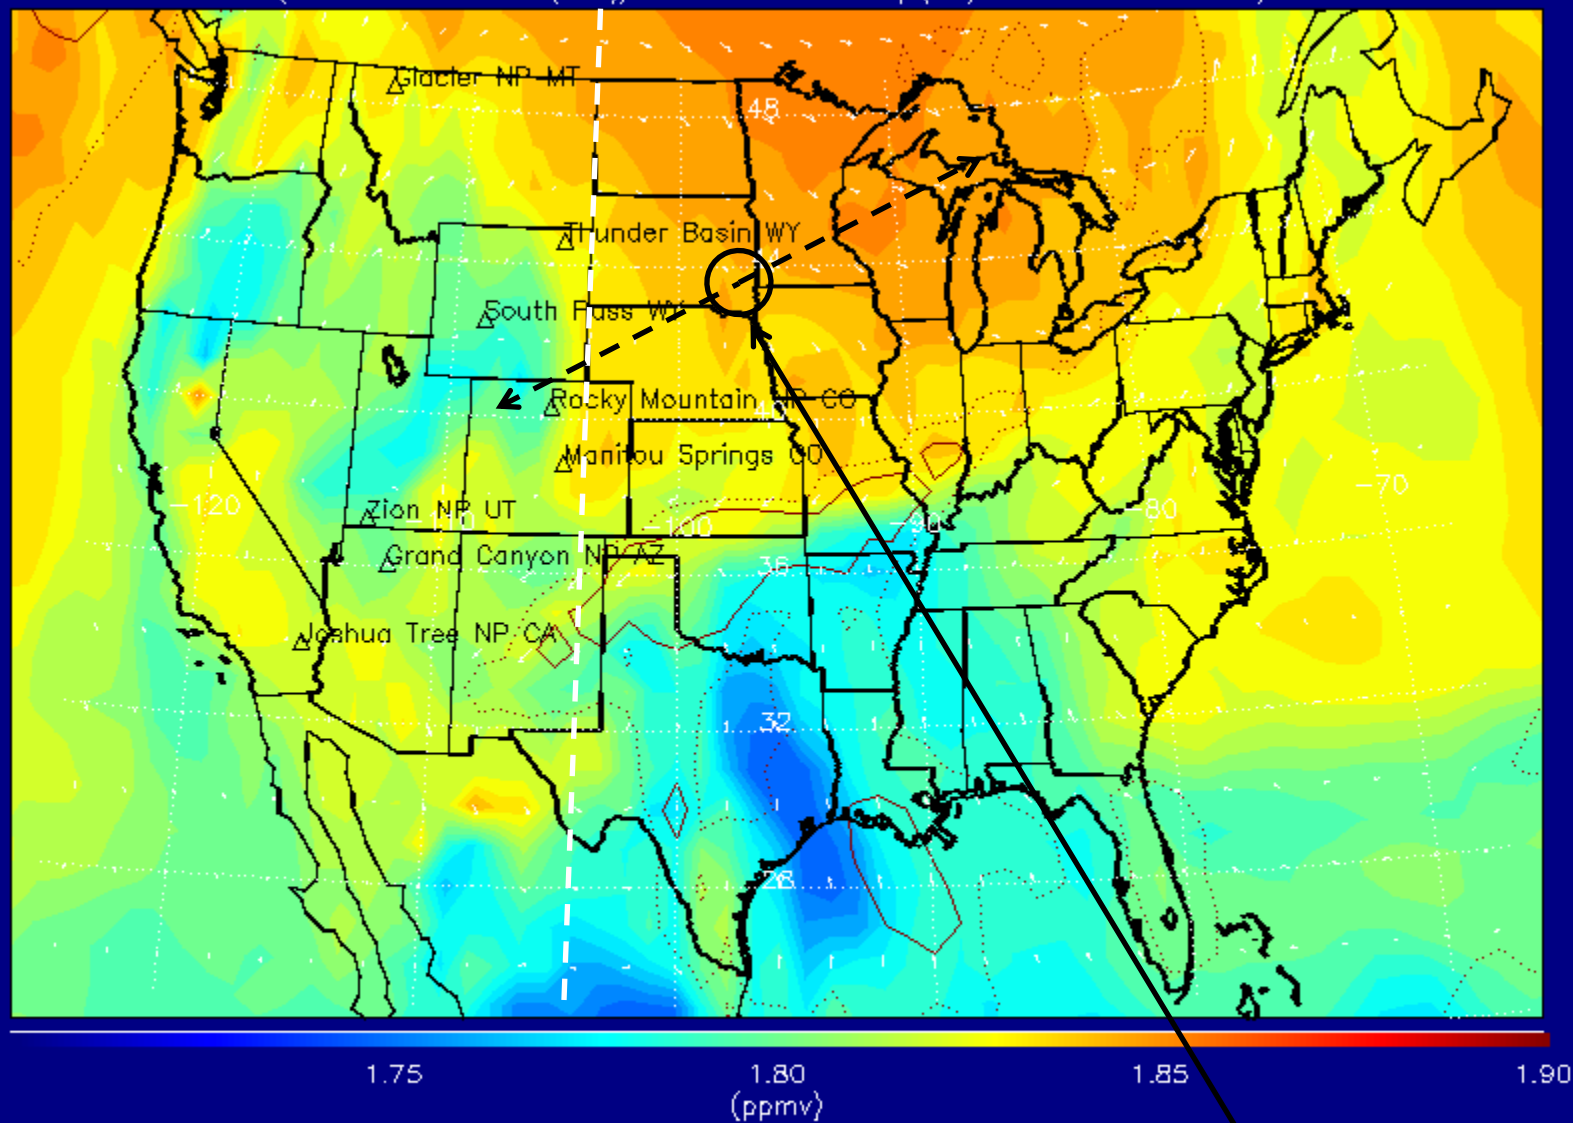 Glacier NP MT
48
Thunder Basin WY
44
South Pass WY
Rocky Mountain NP CO
40
Manitou Springs CO
-120
Zion NP UT
-110
-100
-90
-80
-70
Grand Canyon NP AZ
36
Joshua Tree NP CA
32
28
1.75
1.80
1.85
1.90
(ppmv)